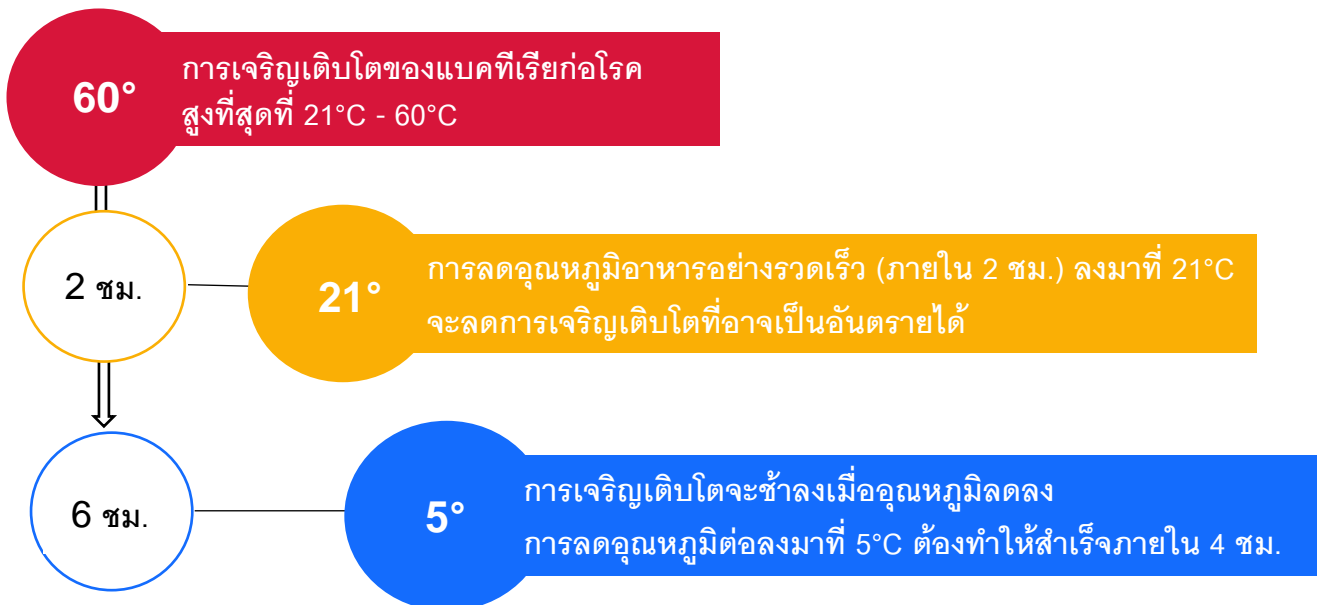 60°
การเจริญเติบโตของแบคทีเรียก่อโรค
สูงที่สุดที่ 21°C - 60°C
2 ชม.
21°
การลดอุณหภูมิอาหารอย่างรวดเร็ว (ภายใน 2 ชม.) ลงมาที่ 21°C
จะลดการเจริญเติบโตที่อาจเป็นอันตรายได้
6 ชม.
5°
การเจริญเติบโตจะช้าลงเมื่ออุณหภูมิลดลง
การลดอุณหภูมิต่อลงมาที่ 5°C ต้องทำให้สำเร็จภายใน 4 ชม.